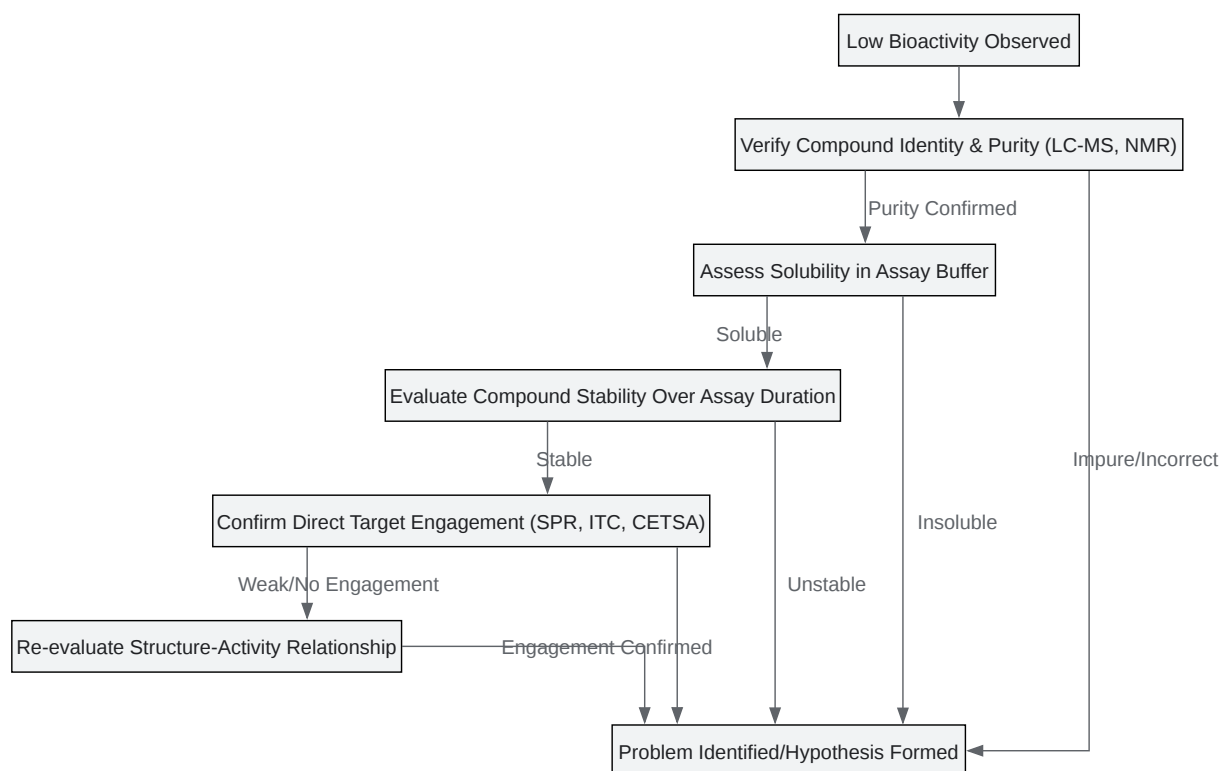 Low Bioactivity Observed
Verify Compound Identity & Purity (LC-MS, NMR)
Purity Confirmed
Assess Solubility in Assay Buffer
Soluble
Evaluate Compound Stability Over Assay Duration
Stable
Impure/Incorrect
Confirm Direct Target Engagement (SPR, ITC, CETSA)
Insoluble
Weak/No Engagement
Unstable
Re-evaluate Structure-Activity Relationship
Engagement Confirmed
Problem Identified/Hypothesis Formed